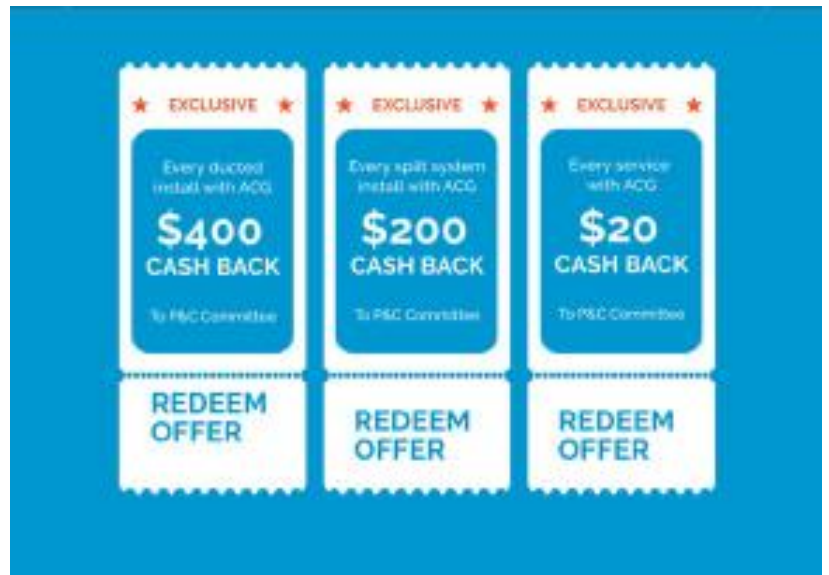 EXCLUSIVE
Every ducted
install with ACG
$400
CASH BACK
To P&C Committee
REDEEM
OFFER
EXCLUSIVE
Every split system
install with ACG
$200
CASH BACK
To P&C Committee
REDEEM
OFFER
EXCLUSIVE
Every service
with ACG
$20
CASH BACK
To P&C Committee
REDEEM
OFFER